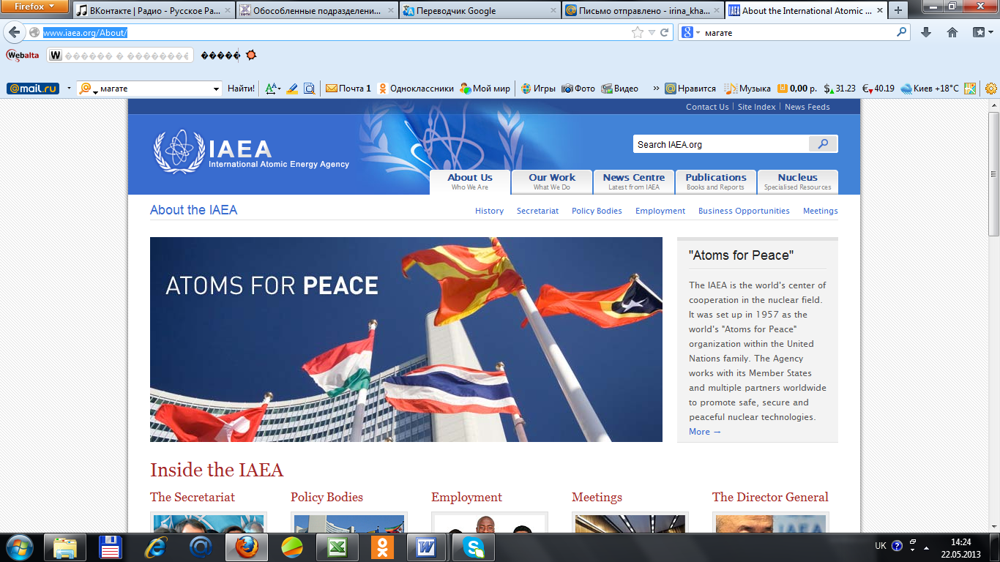 Firefox
ВКонтакте | Радио - Русское Ра...
Обособленные подразделени...
Переводчик Google
Письмо отправлено - irina_kha...
About the International Atomic ...
www.iaea.org/About/
магате
Webalta
@mail.ru
магате
Найти!
Почта 1
Одноклассники
Мой мир
Игры
Фото
Видео
»
Нравится
Музыка
0,00 р.
$ 31.23
€ 40.19
Киев +18°C
Contact Us | Site Index | News Feeds
IAEA
International Atomic Energy Agency
Search IAEA.org
About Us
Who We Are
Our Work
What We Do
News Centre
Latest from IAEA
Publications
Books and Reports
Nucleus
Specialised Resources
About the IAEA
History
Secretariat
Policy Bodies
Employment
Business Opportunities
Meetings
ATOMS FOR PEACE
"Atoms for Peace"
The IAEA is the world's center of
cooperation in the nuclear field.
It was set up in 1957 as the
world's "Atoms for Peace"
organization within the United
Nations family. The Agency
works with its Member States
and multiple partners worldwide
to promote safe, secure and
peaceful nuclear technologies.
More →
Inside the IAEA
The Secretariat
Policy Bodies
Employment
Meetings
The Director General
IAEA
UK
14:24
22.05.2013